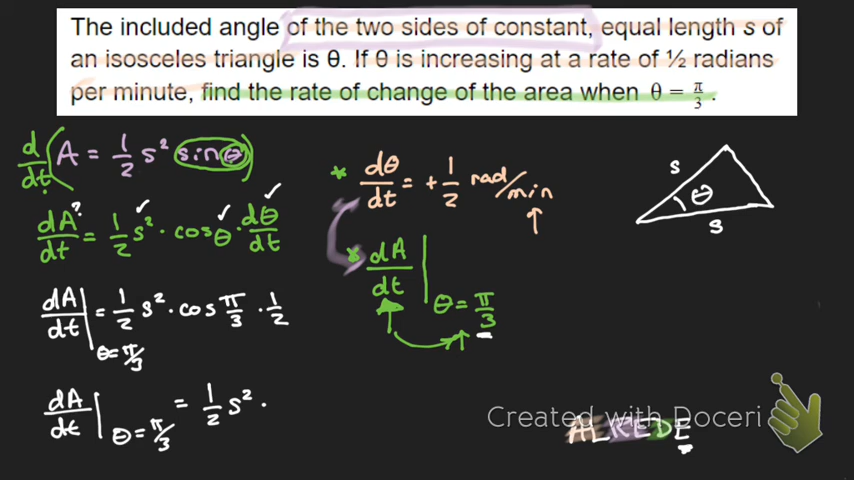 The included angle of the two sides of constant, equal length s of
an isosceles triangle is θ. If θ is increasing at a rate of ½ radians
per minute, find the rate of change of the area when θ = π/3 .
d/dt (A = 1/2 s² sinθ)
dA/dt ? = 1/2 s² ✓ · cosθ ✓ · dθ/dt ✓
dA/dt |θ=π/3 = 1/2 s² · cos π/3 · 1/2
dA/dt |θ=π/3 = 1/2 s² ·
* dθ/dt = + 1/2 rad/min
* dA/dt |θ = π/3
s
θ
s
Created with Doceri
ALREDE